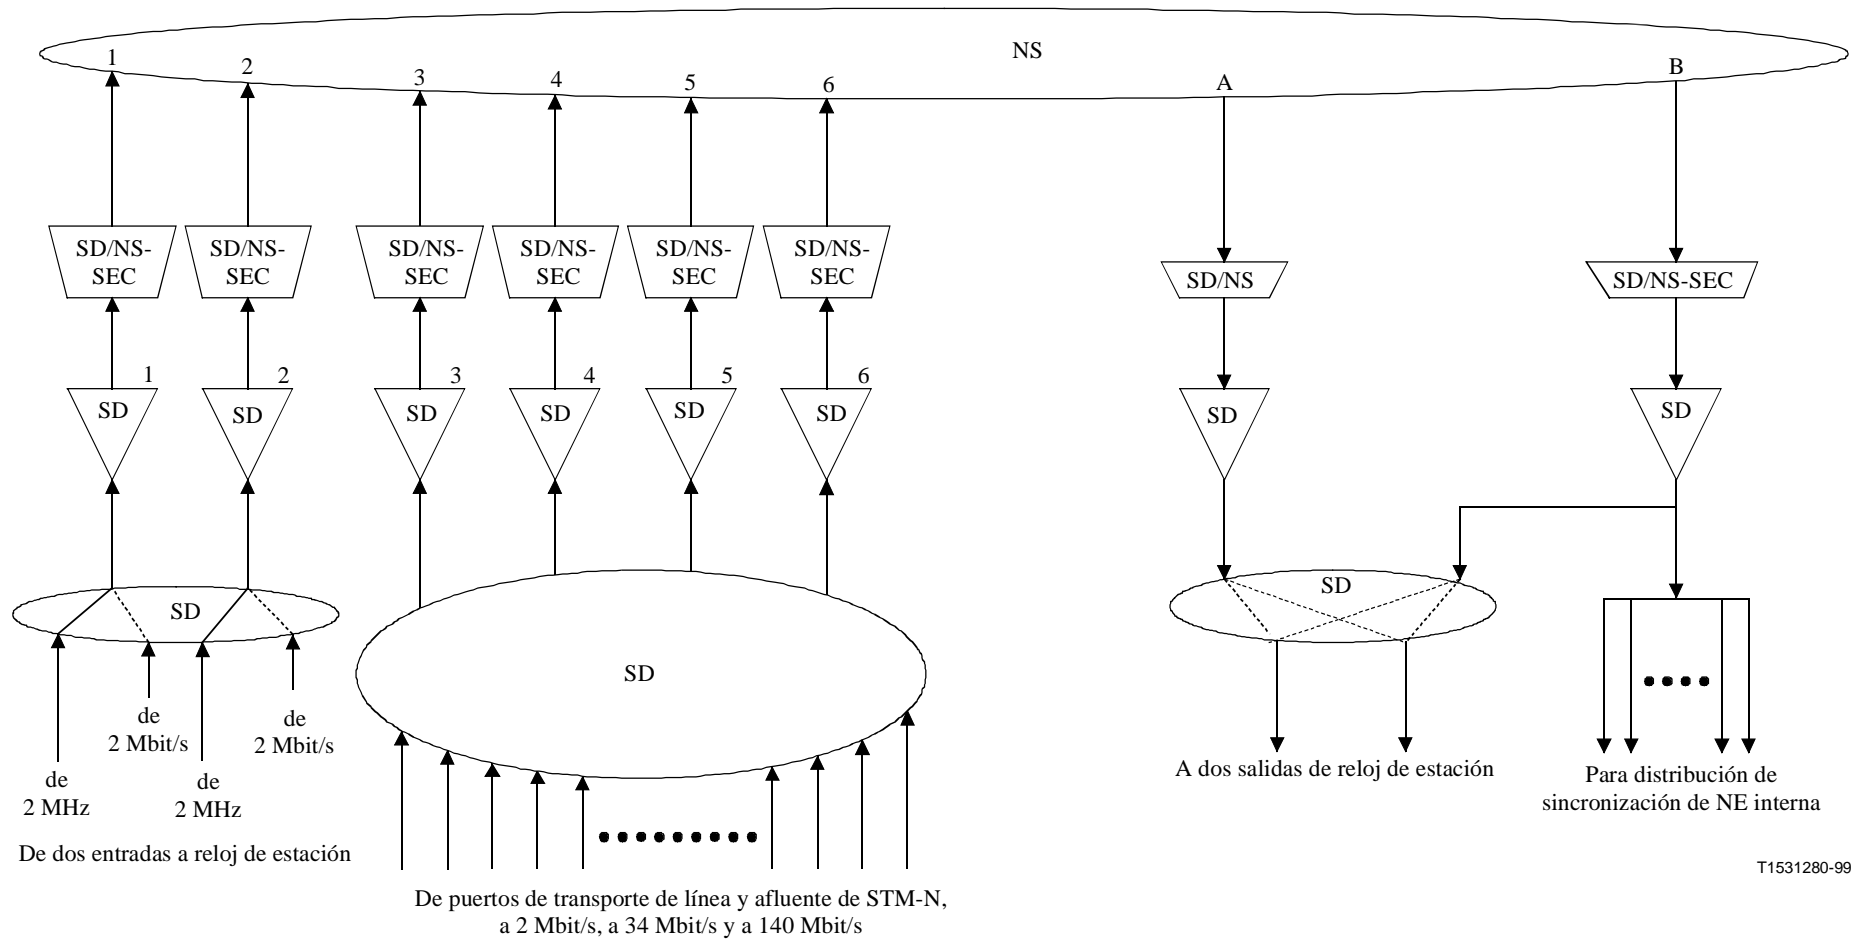 NS
1
2
3
4
5
6
A
B
SD/NS-
SEC
SD/NS-
SEC
SD/NS-
SEC
SD/NS-
SEC
SD/NS-
SEC
SD/NS-
SEC
SD/NS
SD/NS-SEC
1
SD
2
SD
3
SD
4
SD
5
SD
6
SD
SD
SD
SD
SD
SD
de
2 MHz
de
2 Mbit/s
de
2 MHz
de
2 Mbit/s
De dos entradas a reloj de estación
De puertos de transporte de línea y afluente de STM-N,
a 2 Mbit/s, a 34 Mbit/s y a 140 Mbit/s
A dos salidas de reloj de estación
Para distribución de
sincronización de NE interna
T1531280-99